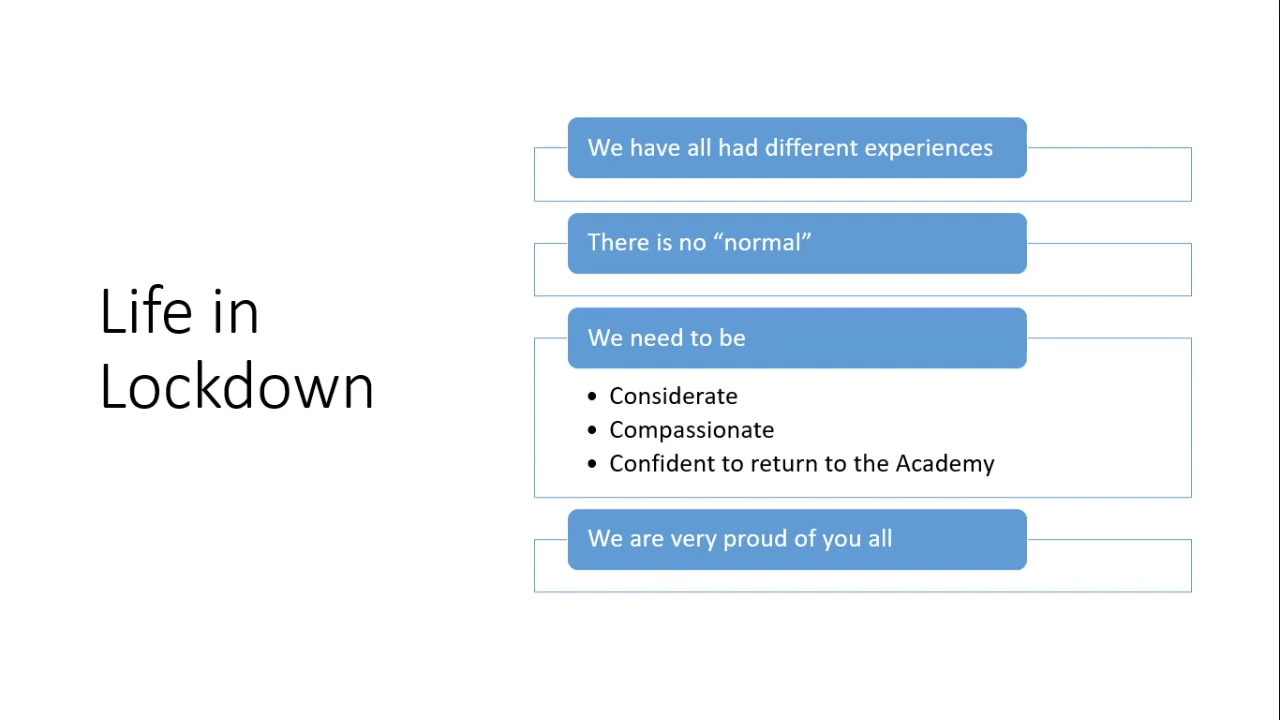 Life in
Lockdown
We have all had different experiences
There is no “normal”
We need to be
• Considerate
• Compassionate
• Confident to return to the Academy
We are very proud of you all